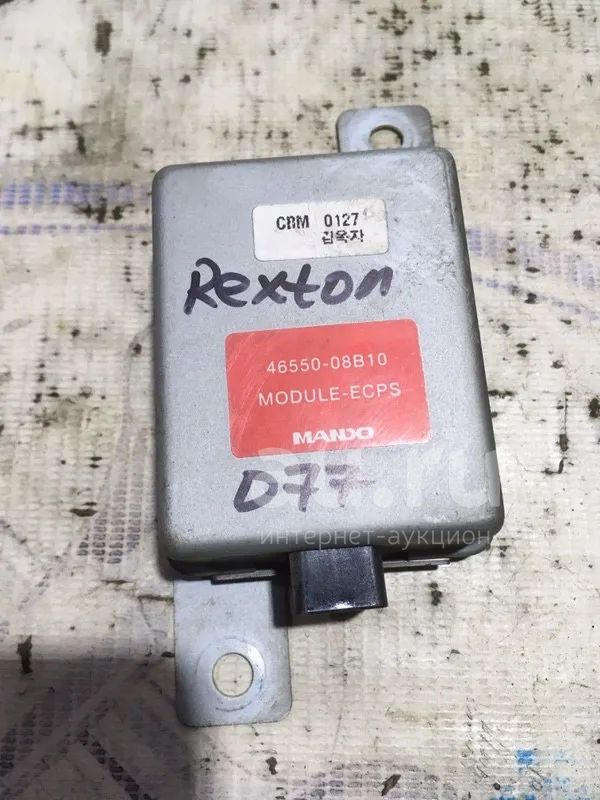 CRM 0127
김옥자
Rexton
46550-08B10
MODULE-ECPS
MANDO
D77
интернет-аукцион